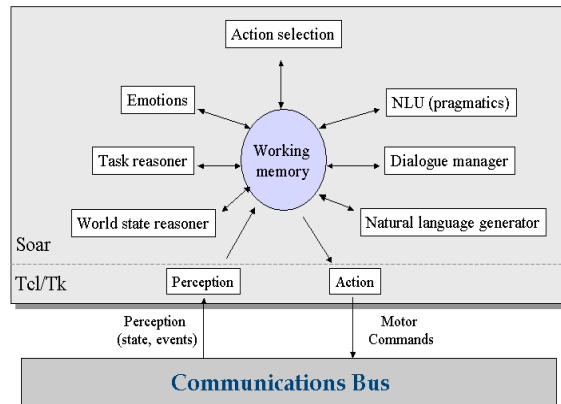 Action selection
Emotions
NLU (pragmatics)
Working
memory
Task reasoner
Dialogue manager
World state reasoner
Natural language generator
Soar
Tcl/Tk
Perception
Action
Perception
(state, events)
Motor
Commands
Communications Bus